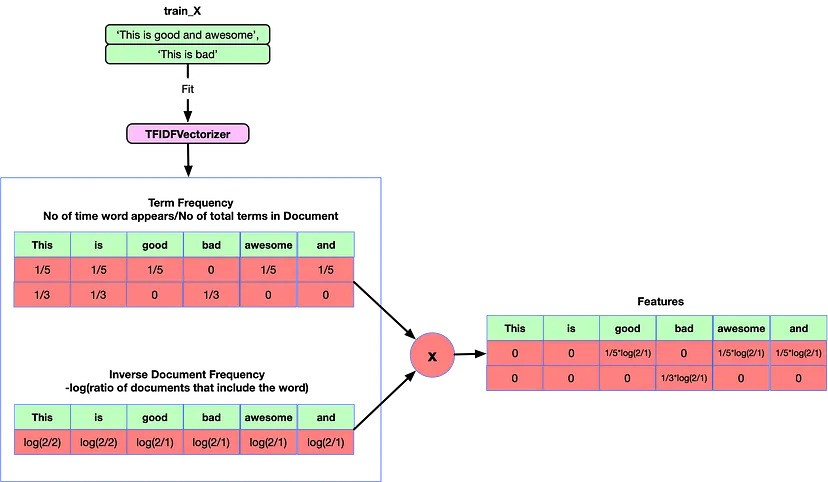 train_X
‘This is good and awesome’,
‘This is bad’
Fit
TFIDFVectorizer
Term Frequency
No of time word appears/No of total terms in Document
This is good bad awesome and
1/5 1/5 1/5 0 1/5 1/5
1/3 1/3 0 1/3 0 0
Inverse Document Frequency
-log(ratio of documents that include the word)
This is good bad awesome and
log(2/2) log(2/2) log(2/1) log(2/1) log(2/1) log(2/1)
x
Features
This is good bad awesome and
0 0 1/5*log(2/1) 0 1/5*log(2/1) 1/5*log(2/1)
0 0 0 1/3*log(2/1) 0 0